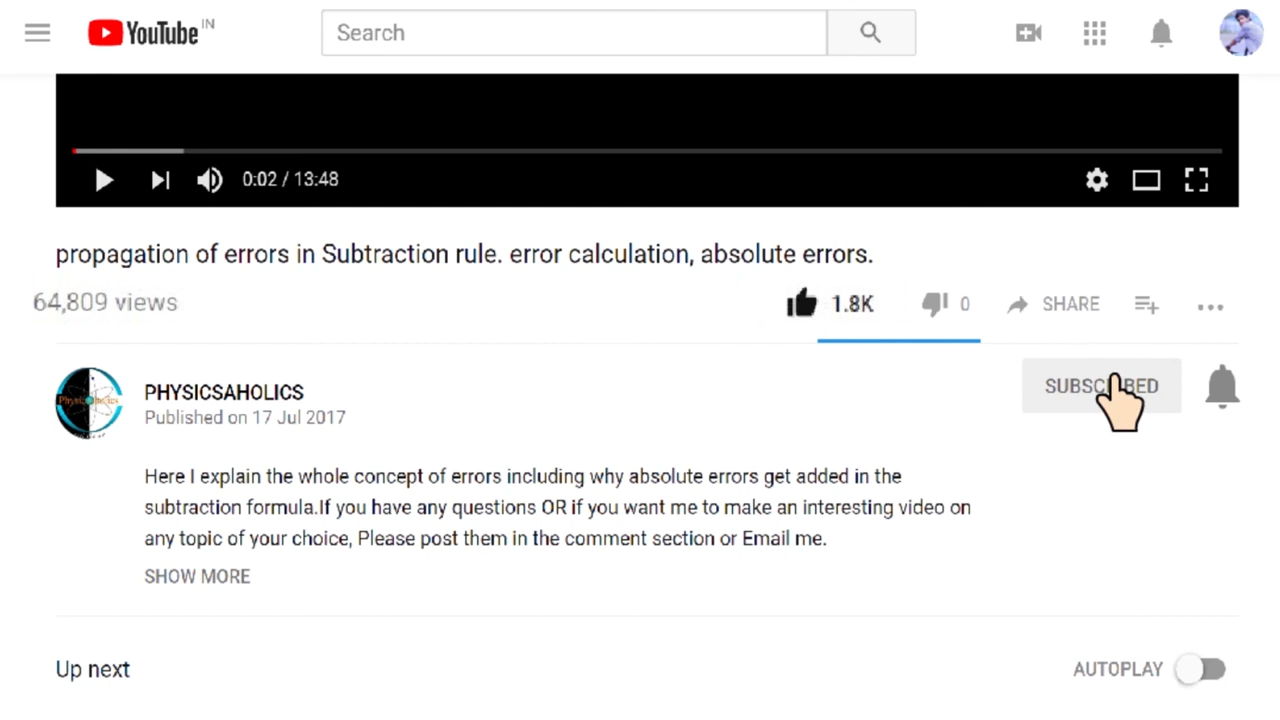 YouTube IN
Search
0:02 / 13:48
propagation of errors in Subtraction rule. error calculation, absolute errors.
64,809 views
1.8K
0
SHARE
PHYSICSAHOLICS
SUBSCRIBED
Published on 17 Jul 2017
Here I explain the whole concept of errors including why absolute errors get added in the
subtraction formula.If you have any questions OR if you want me to make an interesting video on
any topic of your choice, Please post them in the comment section or Email me.
SHOW MORE
Up next
AUTOPLAY